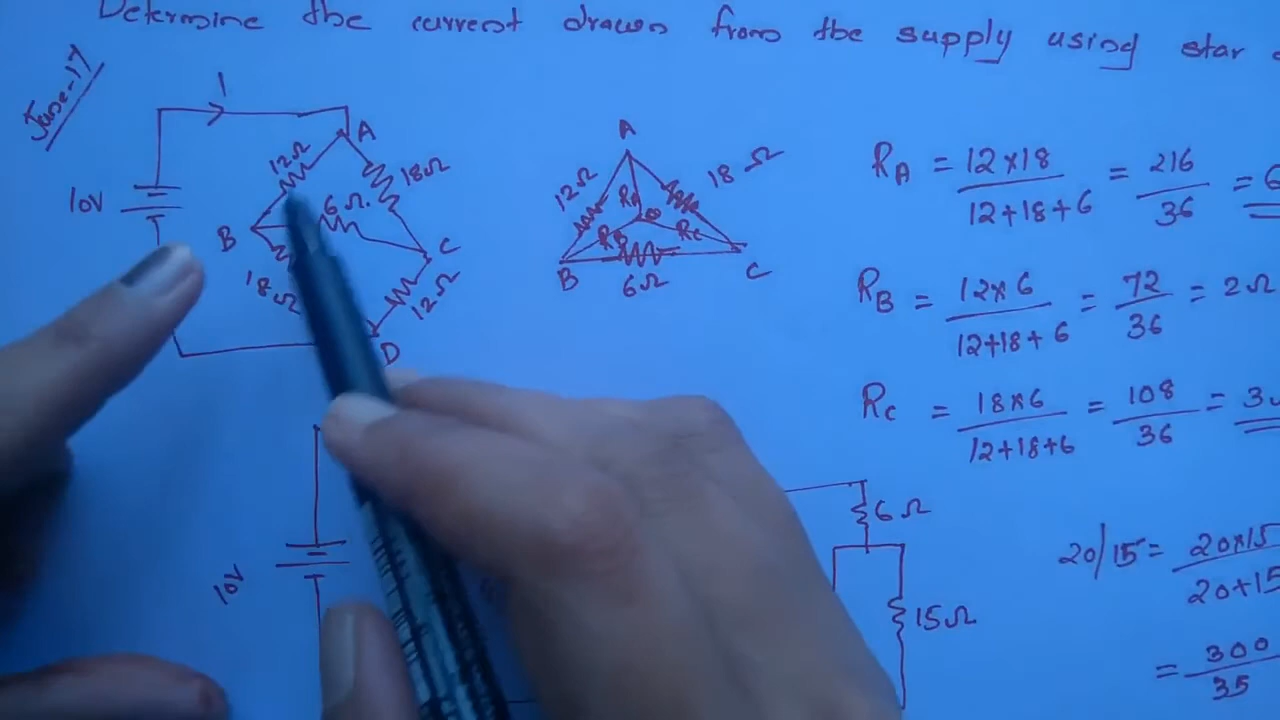 Determine the current drawn from the supply using star
June-17
I
A
12Ω
18Ω
10V
6Ω.
B
C
18Ω
12Ω
D
A
12Ω
18Ω
RA
O
RB
RC
B
C
6Ω
RA = 12×18 / 12+18+6 = 216 / 36 = 6
RB = 12×6 / 12+18+6 = 72 / 36 = 2Ω
Rc = 18×6 / 12+18+6 = 108 / 36 = 3
10V
6Ω
15Ω
20/15 = 20×15 / 20+15
= 300 / 35